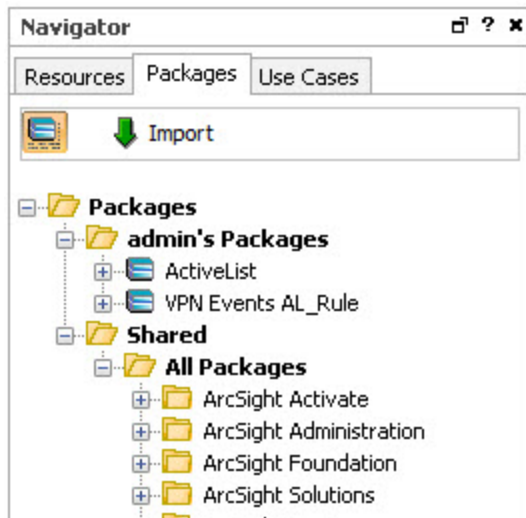 Navigator
Resources Packages Use Cases
Import
Packages
admin's Packages
ActiveList
VPN Events AL_Rule
Shared
All Packages
ArcSight Activate
ArcSight Administration
ArcSight Foundation
ArcSight Solutions